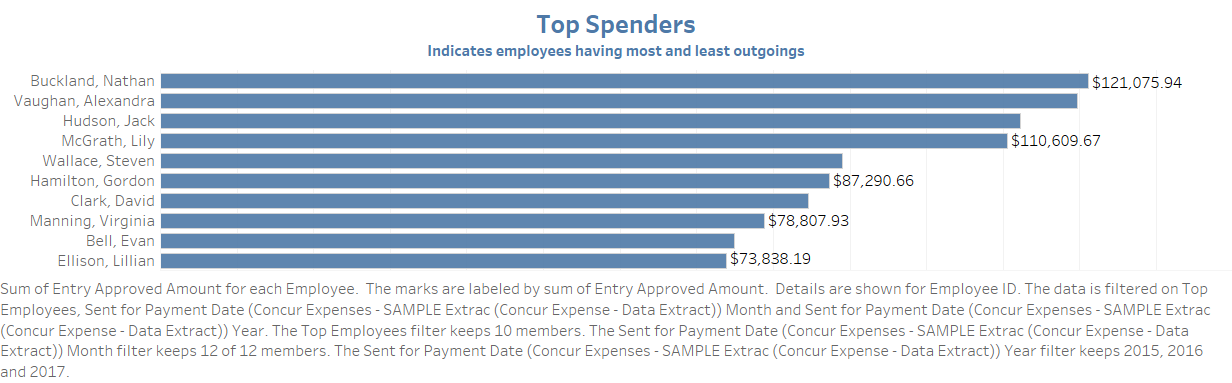 Top Spenders
Indicates employees having most and least outgoings
Buckland, Nathan $121,075.94
Vaughan, Alexandra
Hudson, Jack
McGrath, Lily $110,609.67
Wallace, Steven
Hamilton, Gordon $87,290.66
Clark, David
Manning, Virginia $78,807.93
Bell, Evan
Ellison, Lillian $73,838.19
Sum of Entry Approved Amount for each Employee.  The marks are labeled by sum of Entry Approved Amount.  Details are shown for Employee ID. The data is filtered on Top
Employees, Sent for Payment Date (Concur Expenses - SAMPLE Extrac (Concur Expense - Data Extract)) Month and Sent for Payment Date (Concur Expenses - SAMPLE Extrac
(Concur Expense - Data Extract)) Year. The Top Employees filter keeps 10 members. The Sent for Payment Date (Concur Expenses - SAMPLE Extrac (Concur Expense - Data
Extract)) Month filter keeps 12 of 12 members. The Sent for Payment Date (Concur Expenses - SAMPLE Extrac (Concur Expense - Data Extract)) Year filter keeps 2015, 2016
and 2017.